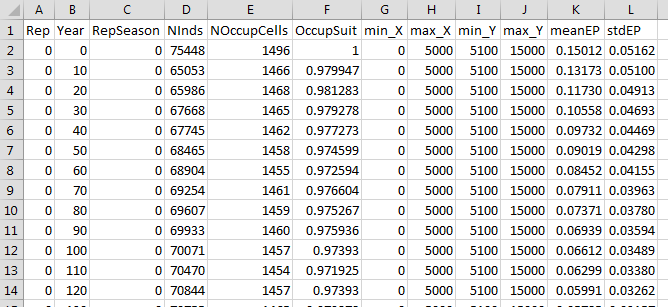 A B C D E F G H I J K L
1 Rep Year RepSeason NInds NOccupCells OccupSuit min_X max_X min_Y max_Y meanEP stdEP
2 0 0 0 75448 1496 1 0 5000 5100 15000 0.15012 0.05162
3 0 10 0 65053 1466 0.979947 0 5000 5100 15000 0.13173 0.05100
4 0 20 0 65986 1468 0.981283 0 5000 5100 15000 0.11730 0.04913
5 0 30 0 67668 1465 0.979278 0 5000 5100 15000 0.10558 0.04693
6 0 40 0 67745 1462 0.977273 0 5000 5100 15000 0.09732 0.04469
7 0 50 0 68465 1458 0.974599 0 5000 5100 15000 0.09019 0.04298
8 0 60 0 68904 1455 0.972594 0 5000 5100 15000 0.08452 0.04155
9 0 70 0 69254 1461 0.976604 0 5000 5100 15000 0.07911 0.03963
10 0 80 0 69607 1459 0.975267 0 5000 5100 15000 0.07371 0.03780
11 0 90 0 69933 1460 0.975936 0 5000 5100 15000 0.06939 0.03594
12 0 100 0 70071 1457 0.97393 0 5000 5100 15000 0.06612 0.03489
13 0 110 0 70470 1454 0.971925 0 5000 5100 15000 0.06299 0.03380
14 0 120 0 70844 1457 0.97393 0 5000 5100 15000 0.05991 0.03262